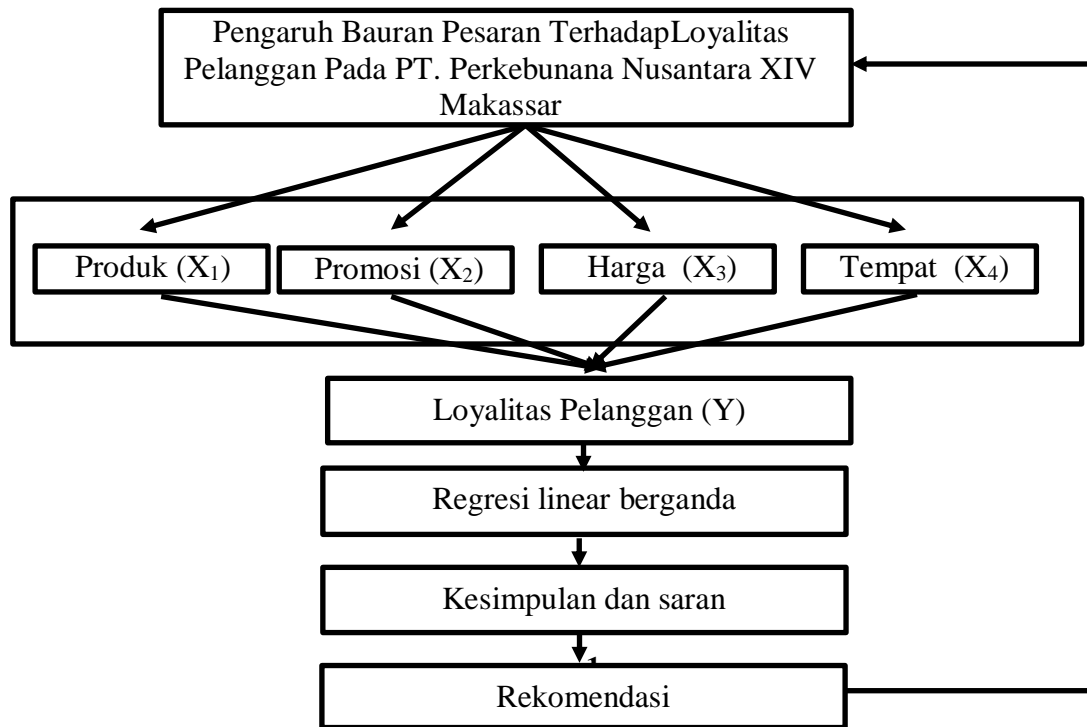 Pengaruh Bauran Pesaran TerhadapLoyalitas
Pelanggan Pada PT. Perkebunana Nusantara XIV
Makassar
Produk (X₁)
Promosi (X₂)
Harga (X₃)
Tempat (X₄)
Loyalitas Pelanggan (Y)
Regresi linear berganda
Kesimpulan dan saran
Rekomendasi